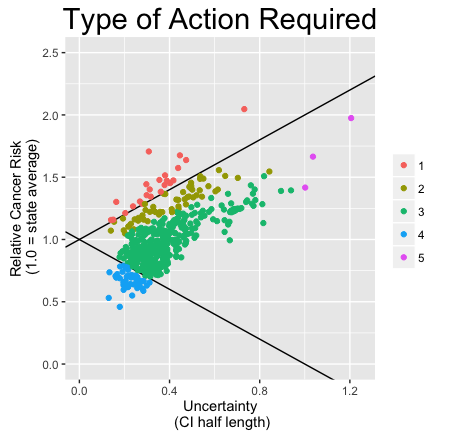 Type of Action Required
Relative Cancer Risk
(1.0 = state average)
2.5
2.0
1.5
1.0
0.5
0.0
0.0 0.4 0.8 1.2
Uncertainty
(CI half length)
1
2
3
4
5